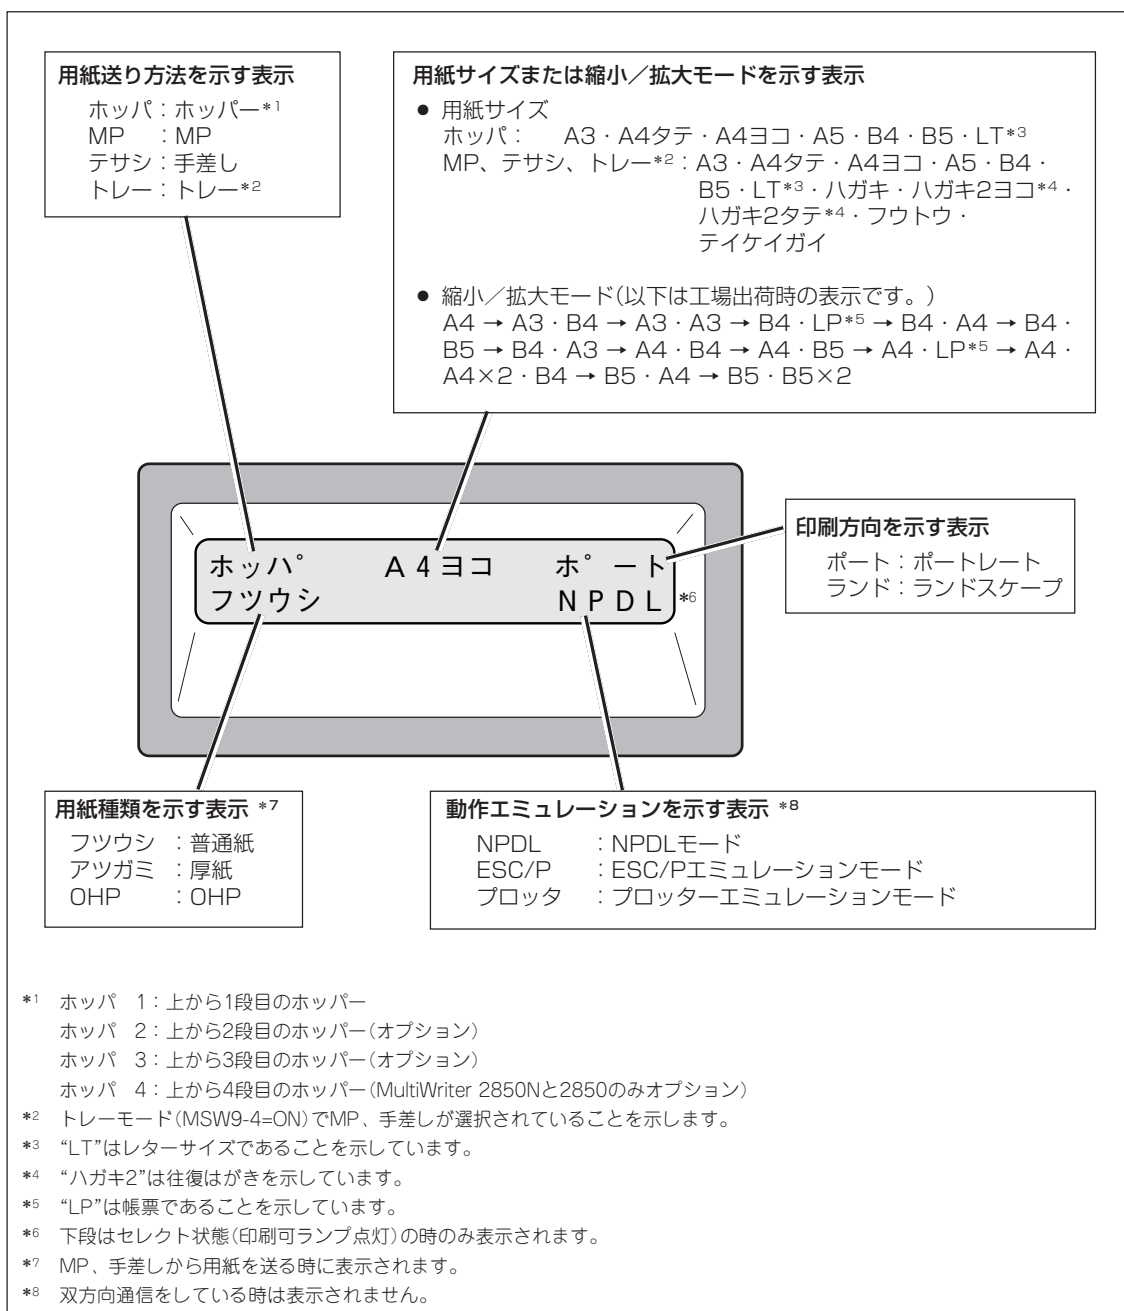 用紙送り方法を示す表示
ホッパ：ホッパー*1
MP　：MP
テサシ：手差し
トレー：トレー*2
用紙サイズまたは縮小／拡大モードを示す表示
● 用紙サイズ
ホッパ：　A3・A4タテ・A4ヨコ・A5・B4・B5・LT*3
MP、テサシ、トレー*2：A3・A4タテ・A4ヨコ・A5・B4・
B5・LT*3・ハガキ・ハガキ2ヨコ*4・
ハガキ2タテ*4・フウトウ・
テイケイガイ
● 縮小／拡大モード（以下は工場出荷時の表示です。）
A4 → A3・B4 → A3・A3 → B4・LP*5 → B4・A4 → B4・
B5 → B4・A3 → A4・B4 → A4・B5 → A4・LP*5 → A4・
A4×2・B4 → B5・A4 → B5・B5×2
ホッハ゜　A4ヨコ　ホ゜ート
フツウシ　NPDL *6
印刷方向を示す表示
ポート：ポートレート
ランド：ランドスケープ
用紙種類を示す表示 *7
フツウシ　：普通紙
アツガミ　：厚紙
OHP　：OHP
動作エミュレーションを示す表示 *8
NPDL　：NPDLモード
ESC/P　：ESC/Pエミュレーションモード
プロッタ　：プロッターエミュレーションモード
*1　ホッパ　1：上から1段目のホッパー
ホッパ　2：上から2段目のホッパー（オプション）
ホッパ　3：上から3段目のホッパー（オプション）
ホッパ　4：上から4段目のホッパー（MultiWriter 2850Nと2850のみオプション）
*2　トレーモード（MSW9-4=ON）でMP、手差しが選択されていることを示します。
*3　“LT”はレターサイズであることを示しています。
*4　“ハガキ2”は往復はがきを示しています。
*5　“LP”は帳票であることを示しています。
*6　下段はセレクト状態（印刷可ランプ点灯）の時のみ表示されます。
*7　MP、手差しから用紙を送る時に表示されます。
*8　双方向通信をしている時は表示されません。